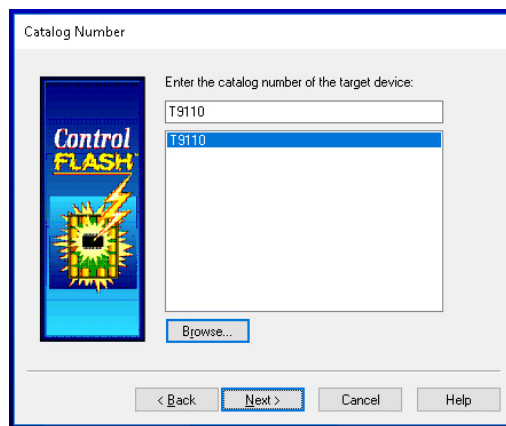 Catalog Number
Enter the catalog number of the target device:
T9110
T9110
Control
FLASH
Browse...
< Back
Next >
Cancel
Help